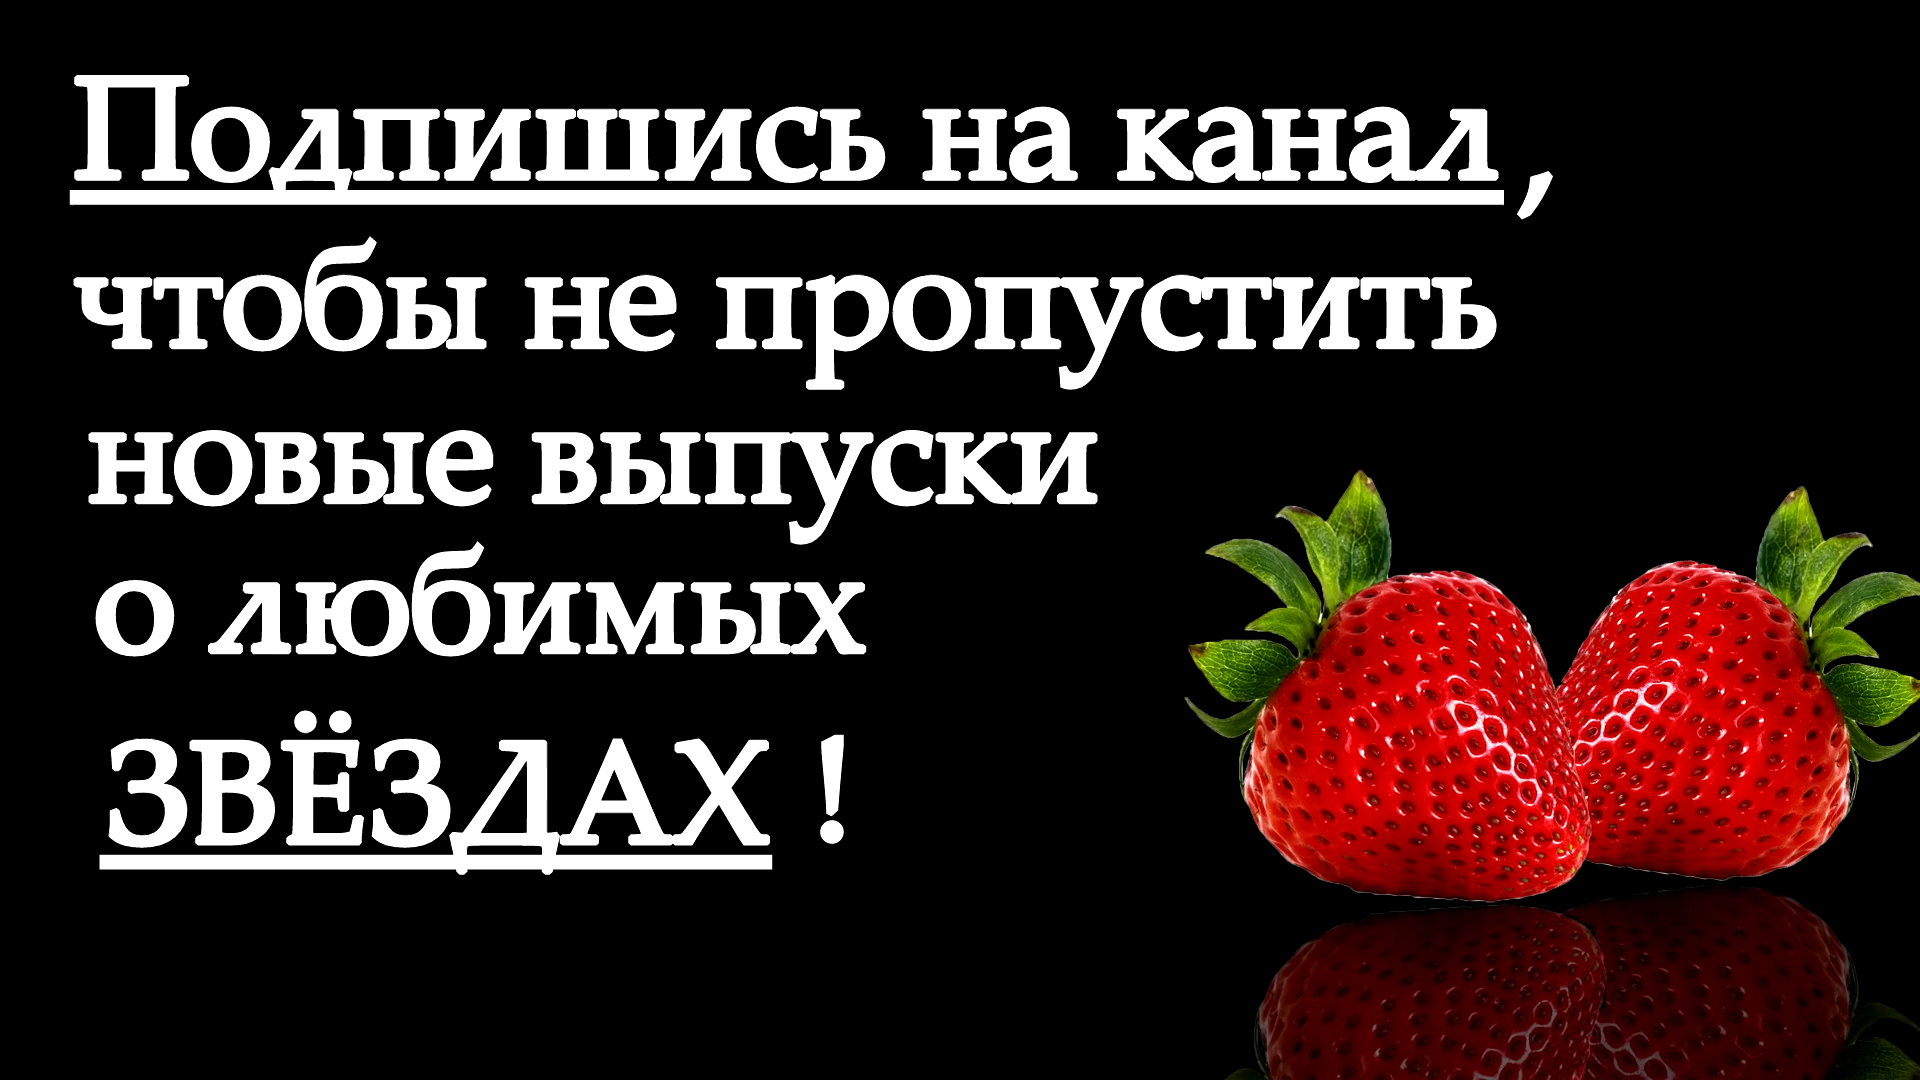 Подпишись на канал,
чтобы не пропустить
новые выпуски
о любимых
ЗВЁЗДАХ !